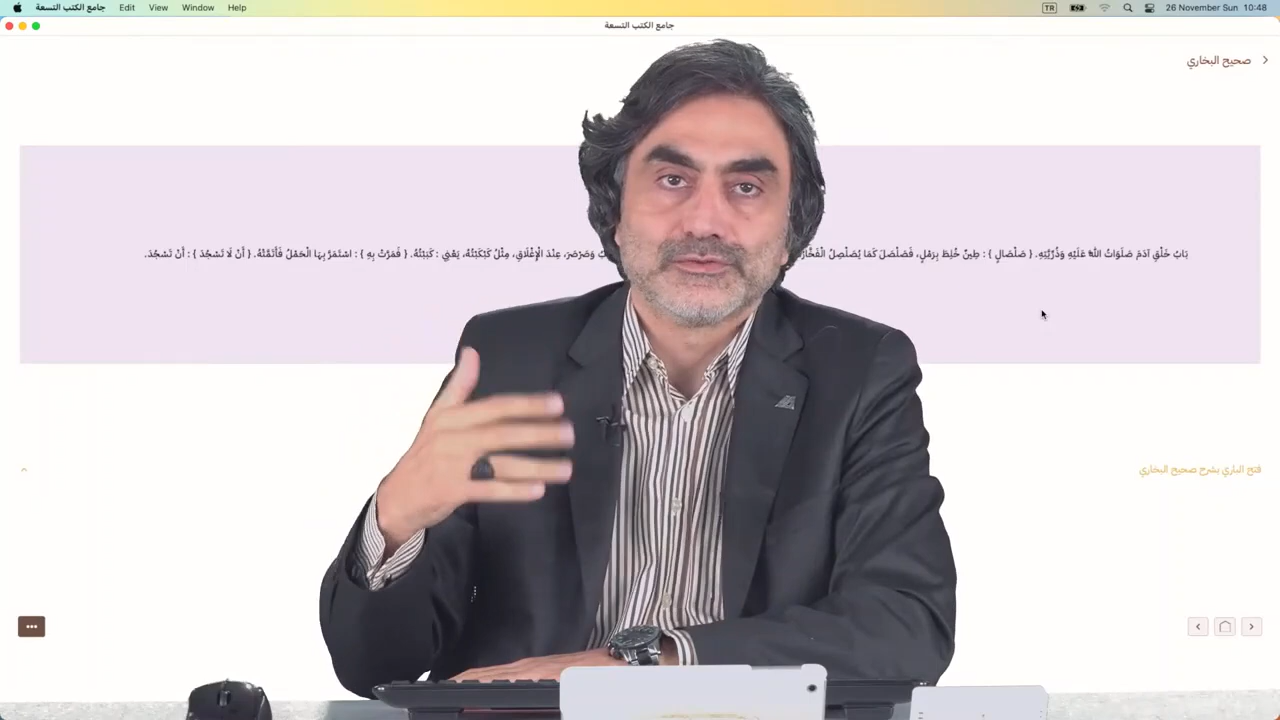 جامع الكتب التسعة Edit View Window Help TR 26 November Sun 10:48
جامع الكتب التسعة
صحيح البخاري
بَابُ خَلْقِ آدَمَ صَلَوَاتُ اللَّهِ عَلَيْهِ وَذُرِّيَّتِهِ. { صَلْصَالٍ } : طِينٌ خُلِطَ بِرَمْلٍ، فَصَلْصَلَ كَمَا يُصَلْصِلُ الْفَخَّارُ وَصَرْصَرَ، عِنْدَ الْإِغْلَاقِ، مِثْلُ كَبْكَبْتُهُ، يَعْنِي : كَبَبْتُهُ. { فَمَرَّتْ بِهِ } : اسْتَمَرَّ بِهَا الْحَمْلُ فَأَتَمَّتْهُ. { أَنْ لَا تَسْجُدَ } : أَنْ تَسْجُدَ.
فتح الباري بشرح صحيح البخاري